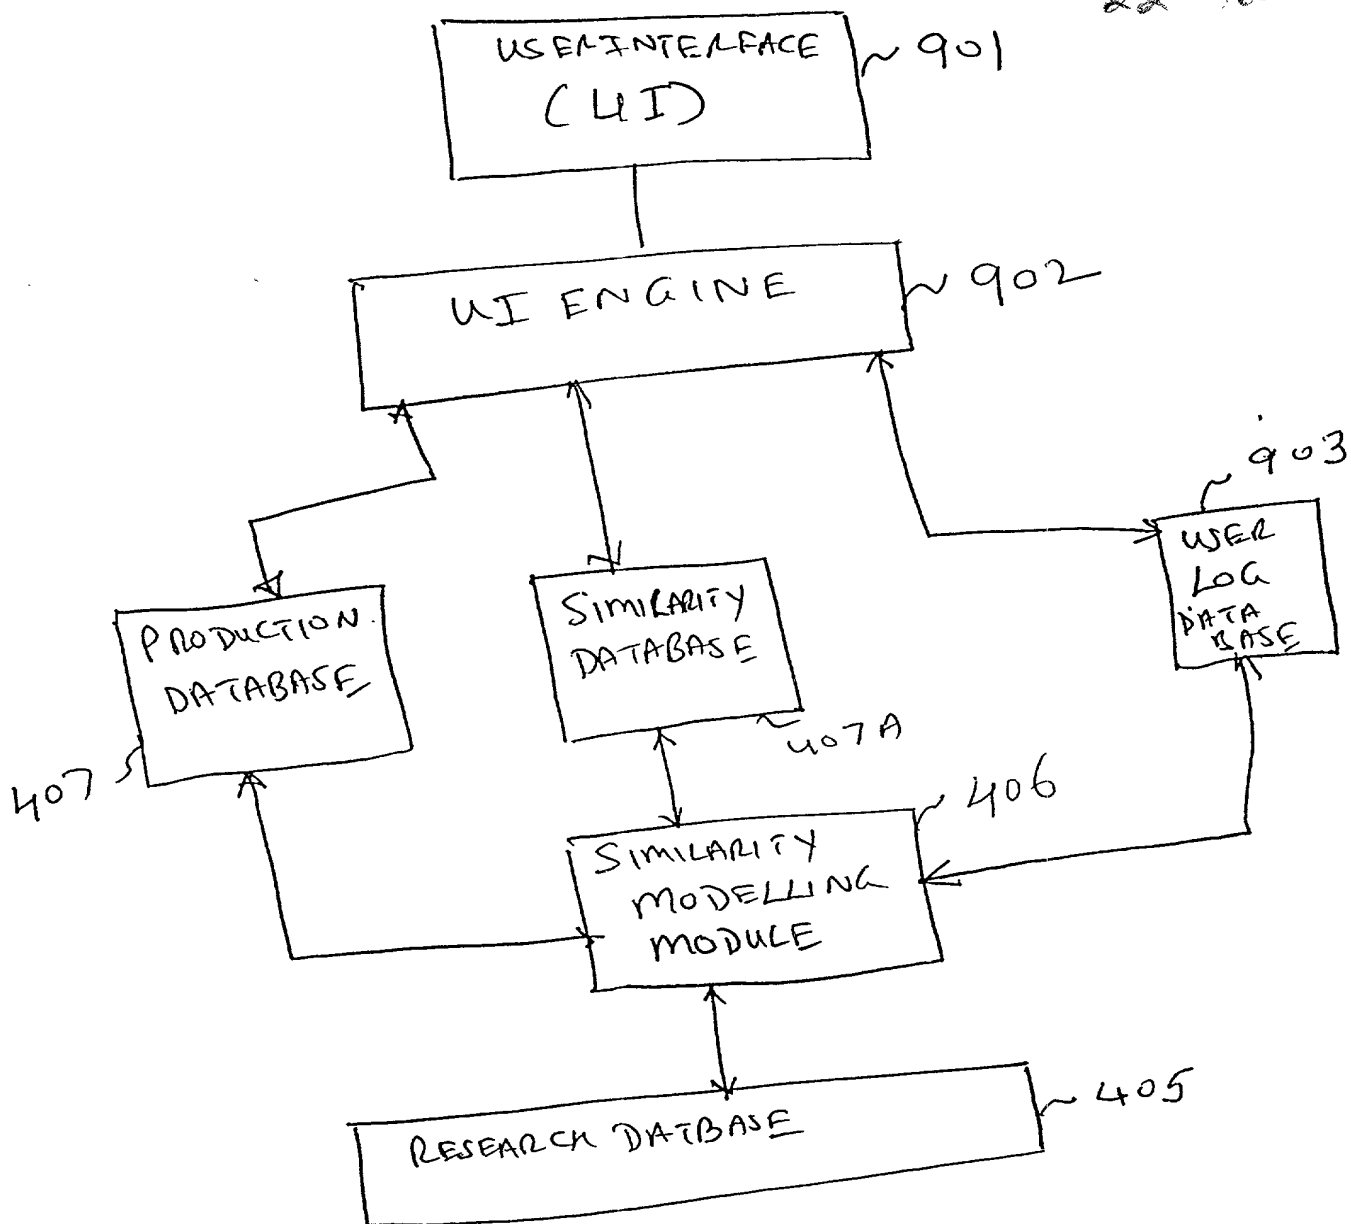 USER INTERFACE
(UI)
901
UI ENGINE
902
903
USER
LOG
DATA
BASE
PRODUCTION
DATABASE
407
SIMILARITY
DATABASE
407A
406
SIMILARITY
MODELLING
MODULE
RESEARCH DATBASE
405